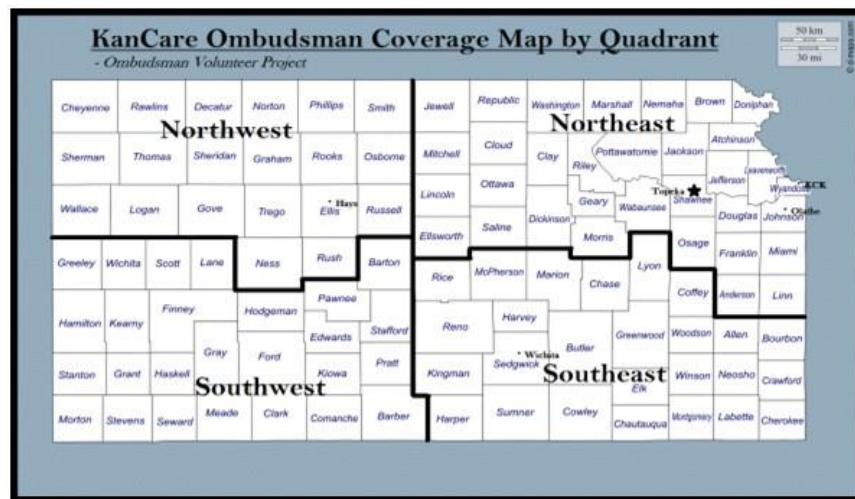 KanCare Ombudsman Coverage Map by Quadrant
- Ombudsman Volunteer Project
50 km
30 mi
© d-maps.com
Cheyenne Rawlins Decatur Norton Phillips Smith Jewell Republic Washington Marshall Nemaha Brown Doniphan
Northwest Northeast
Atchinson
Sherman Thomas Sheridan Graham Rooks Osborne Mitchell Cloud Clay Riley Pottawatomie Jackson Jefferson Leavenworth
Wyandotte KCK
Topeka Shawnee
Wallace Logan Gove Trego Ellis Hays Russell Lincoln Ottawa Geary Wabaunsee Douglas Johnson
Olathe
Ellsworth Saline Dickinson Morris Osage Franklin Miami
Greeley Wichita Scott Lane Ness Rush Barton Rice McPherson Marion Chase Lyon Coffey Anderson Linn
Hamilton Kearny Finney Hodgeman Pawnee Edwards Stafford Reno Harvey Butler Greenwood Woodson Allen Bourbon
Stanton Grant Haskell Gray Ford Kiowa Pratt Kingman Sedgwick Wichita Elk Winson Neosho Crawford
Southwest Southeast
Morton Stevens Seward Meade Clark Comanche Barber Harper Sumner Cowley Chautauqua Montgomery Labette Cherokee